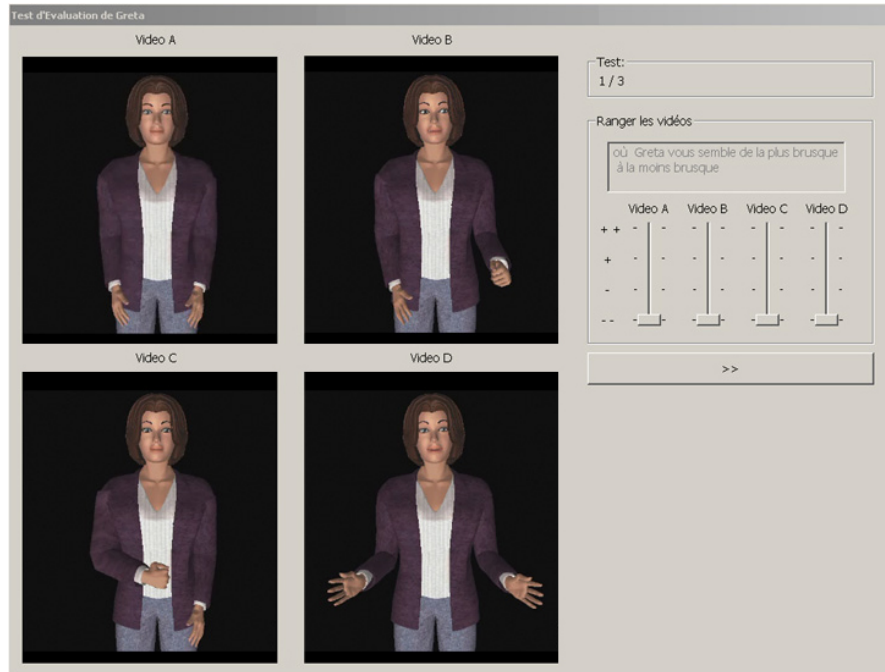 Test d'Evaluation de Greta
Video A
Video B
Video C
Video D
Test:
1 / 3
Ranger les vidéos
où Greta vous semble de la plus brusque
à la moins brusque
Video A Video B Video C Video D
+ +
+
-
- -
>>